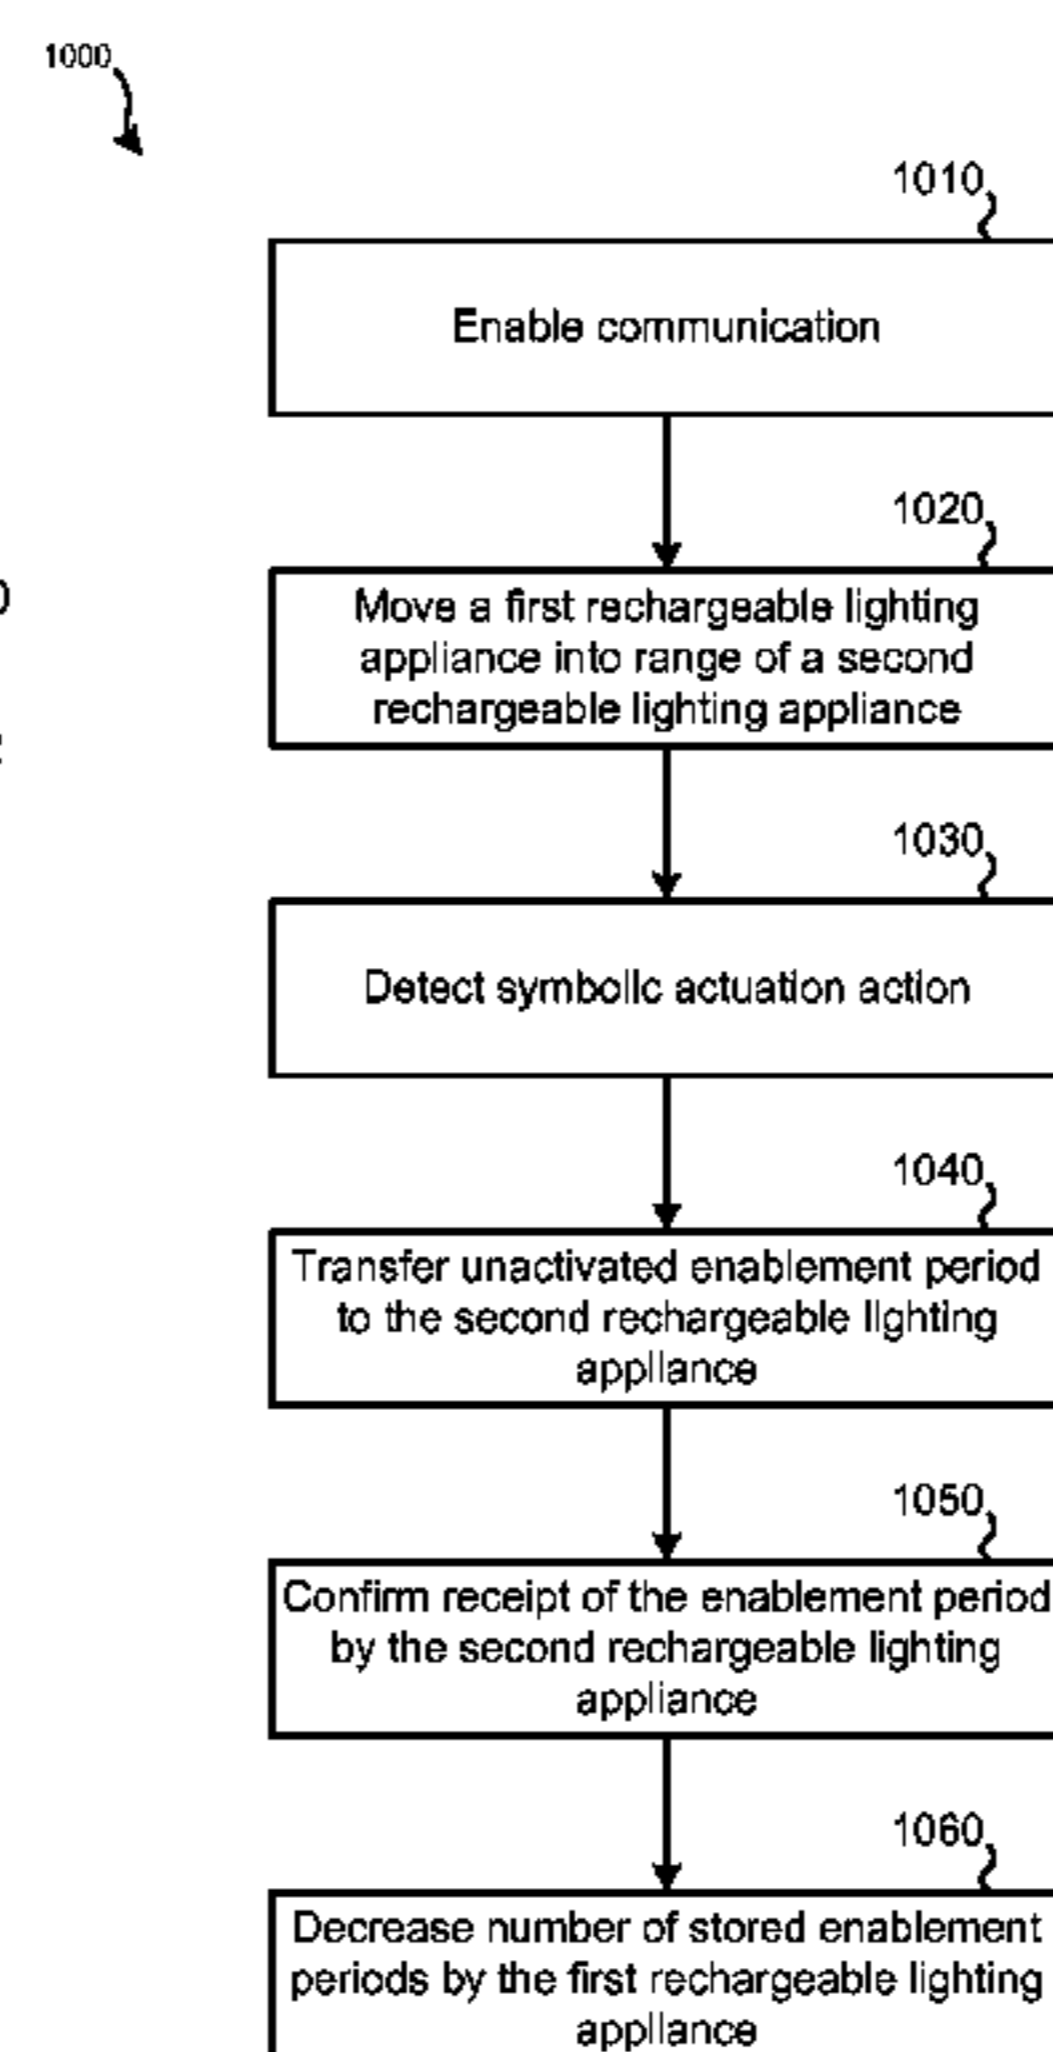 1000
1010
Enable communication
1020
Move a first rechargeable lighting
appliance into range of a second
rechargeable lighting appliance
1030
Detect symbolic actuation action
1040
Transfer unactivated enablement period
to the second rechargeable lighting
appliance
1050
Confirm receipt of the enablement period
by the second rechargeable lighting
appliance
1060
Decrease number of stored enablement
periods by the first rechargeable lighting
appliance